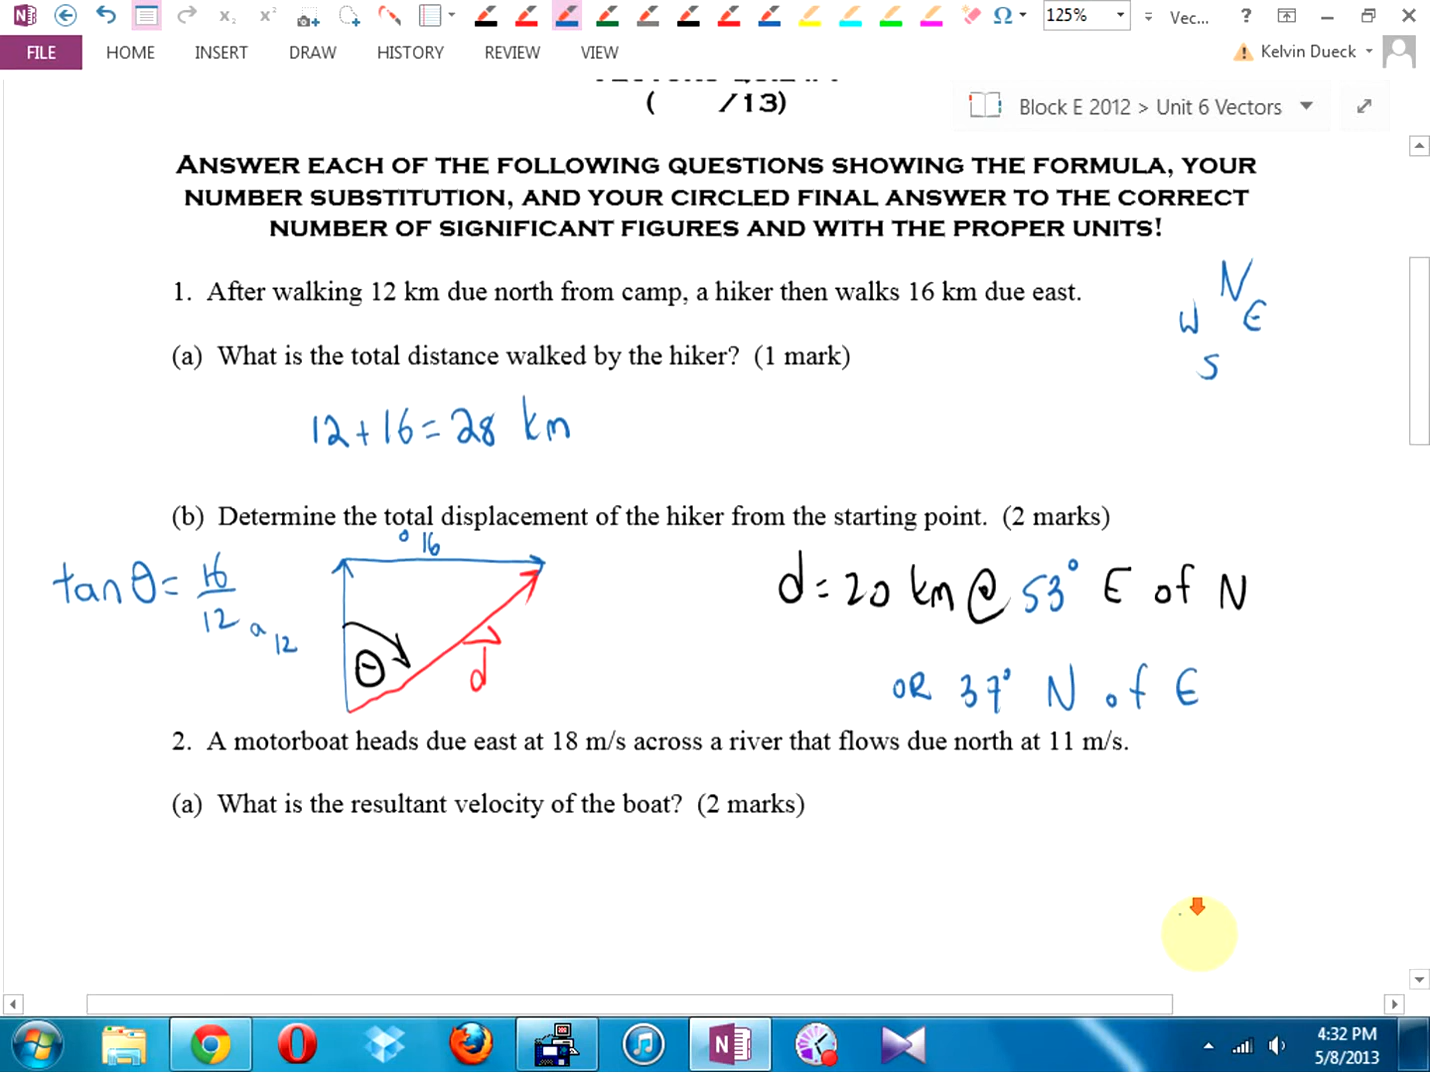 125%
Vec...
?
FILE HOME INSERT DRAW HISTORY REVIEW VIEW
Kelvin Dueck
( /13)
Block E 2012 > Unit 6 Vectors
ANSWER EACH OF THE FOLLOWING QUESTIONS SHOWING THE FORMULA, YOUR
NUMBER SUBSTITUTION, AND YOUR CIRCLED FINAL ANSWER TO THE CORRECT
NUMBER OF SIGNIFICANT FIGURES AND WITH THE PROPER UNITS!
N
W E
S
1. After walking 12 km due north from camp, a hiker then walks 16 km due east.
(a) What is the total distance walked by the hiker? (1 mark)
12+16=28 km
(b) Determine the total displacement of the hiker from the starting point. (2 marks)
o 16
tan θ = 16/12
a 12
θ
d
d = 20 km @ 53° E of N
OR 37° N of E
2. A motorboat heads due east at 18 m/s across a river that flows due north at 11 m/s.
(a) What is the resultant velocity of the boat? (2 marks)
4:32 PM
5/8/2013